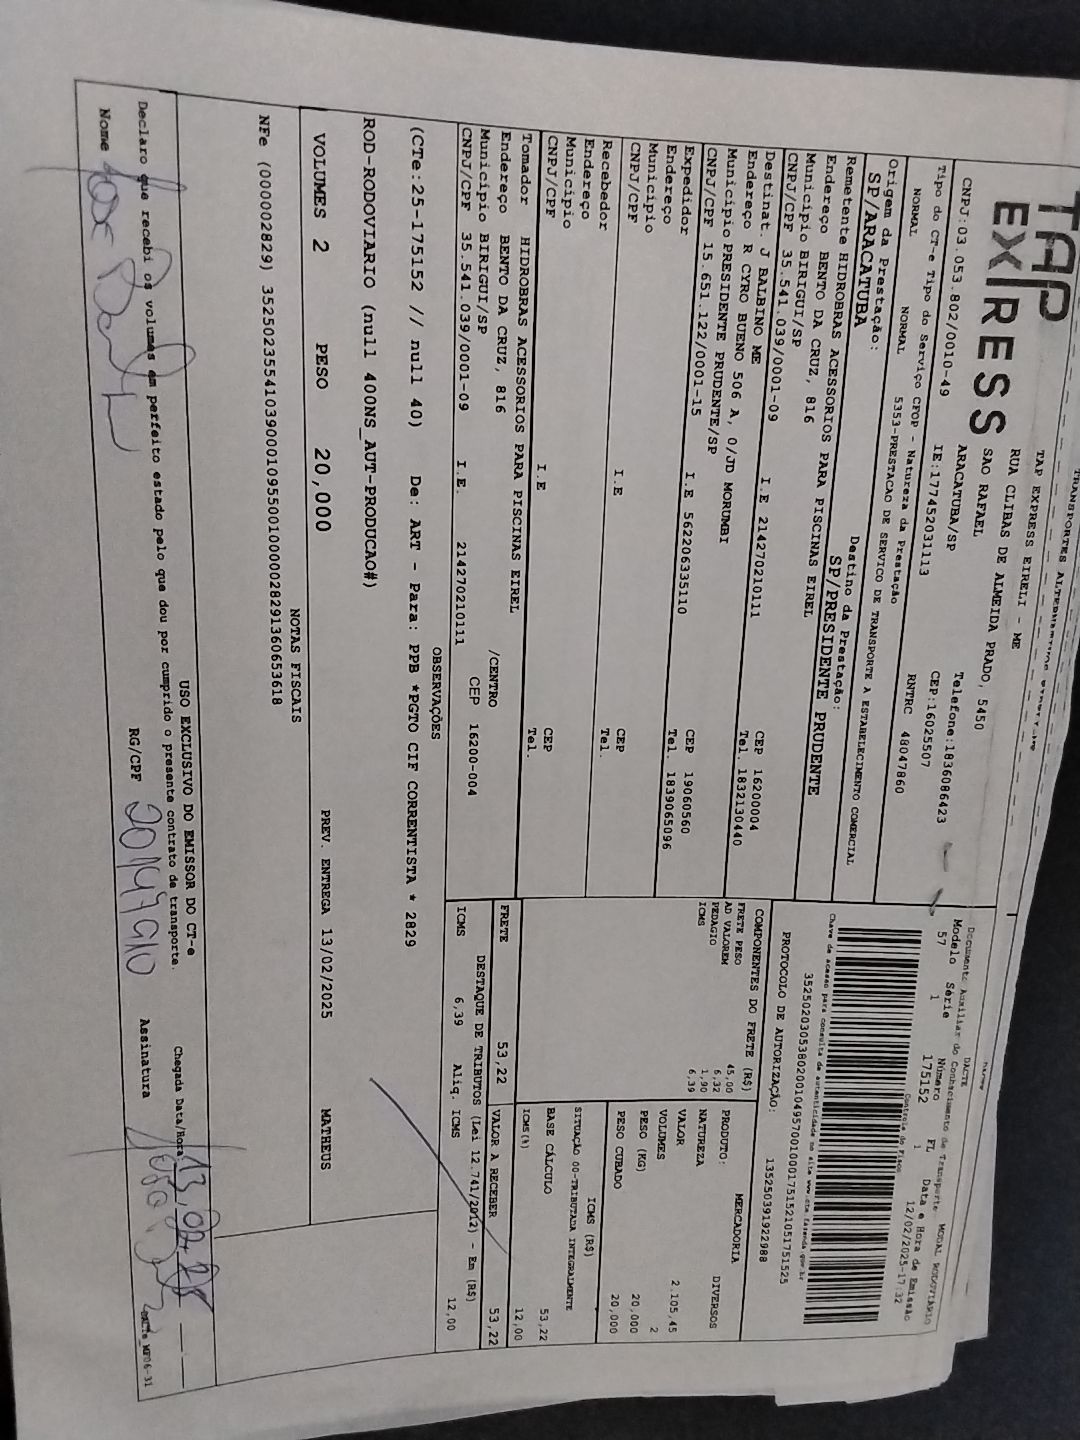 TAP
EXPRESS
TAP EXPRESS EIRELI - ME
RUA CLIBAS DE ALMEIDA PRADO, 5450
SAO RAFAEL
ARACATUBA/SP
CNPJ:03.053.802/0010-49 IE:177452031113 CEP:16025507 Telefone:1836086423
Tipo do CT-e Tipo do Serviço CFOP - Natureza da Prestação RNTRC 48047860
NORMAL NORMAL 5353-PRESTACAO DE SERVICO DE TRANSPORTE A ESTABELECIMENTO COMERCIAL
Origem da Prestação: Destino da Prestação:
SP/ARACATUBA SP/PRESIDENTE PRUDENTE
Remetente HIDROBRAS ACESSORIOS PARA PISCINAS EIREL
Endereço BENTO DA CRUZ, 816
Município BIRIGUI/SP CEP 16200004
CNPJ/CPF 35.541.039/0001-09 I.E 214270210111 Tel. 1832130440
Destinat. J BALBINO ME
Endereço R CYRO BUENO 506 A, 0/JD MORUMBI
Município PRESIDENTE PRUDENTE/SP CEP 19060560
CNPJ/CPF 15.651.122/0001-15 I.E 562206335110 Tel. 1839065096
Expedidor
Endereço
Município CEP
CNPJ/CPF I.E Tel.
Recebedor
Endereço
Município CEP
CNPJ/CPF I.E Tel.
Tomador HIDROBRAS ACESSORIOS PARA PISCINAS EIREL
Endereço BENTO DA CRUZ, 816 /CENTRO
Município BIRIGUI/SP CEP 16200-004
CNPJ/CPF 35.541.039/0001-09 I.E. 214270210111
Documento Auxiliar do Conhecimento de Transporte
DACTE
MODAL RODOVIÁRIO
Modelo Série Número FL Data e Hora de Emissão
57 1 175152 1 12/02/2025-17:32
Controle do Fisco
Chave de acesso para consulta de autenticidade no site www.cte.fazenda.gov.br
35250203053802001049570010001751521051751525
PROTOCOLO DE AUTORIZAÇÃO: 135250391922988
COMPONENTES DO FRETE (R$)
FRETE PESO 45,00
AD VALOREM 6,32
PEDAGIO 1,90
ICMS 6,39
MERCADORIA
PRODUTO: DIVERSOS
NATUREZA
VALOR 2.105,45
VOLUMES 2
PESO (KG) 20,000
PESO CUBADO 20,000
ICMS (R$)
SITUAÇÃO 00-TRIBUTADA INTEGRALMENTE
BASE CÁLCULO 53,22
ICMS(%) 12,00
FRETE 53,22 VALOR A RECEBER 53,22
DESTAQUE DE TRIBUTOS (Lei 12.741/2012) - Em (R$)
ICMS 6,39 Aliq. ICMS 12,00
OBSERVAÇÕES
(CTe:25-175152 // null 40) De: ART - Para: PPB *PGTO CIF CORRENTISTA * 2829
ROD-RODOVIARIO (null 400NS_AUT-PRODUCAO#)
VOLUMES 2 PESO 20,000 PREV. ENTREGA 13/02/2025 MATHEUS
NOTAS FISCAIS
NFe (000002829) 35250235541039000109550010000028291360653618
USO EXCLUSIVO DO EMISSOR DO CT-e
Declaro que recebi os volumes em perfeito estado pelo que dou por cumprido o presente contrato de transporte.
Chegada Data/Hora
Nome RG/CPF Assinatura